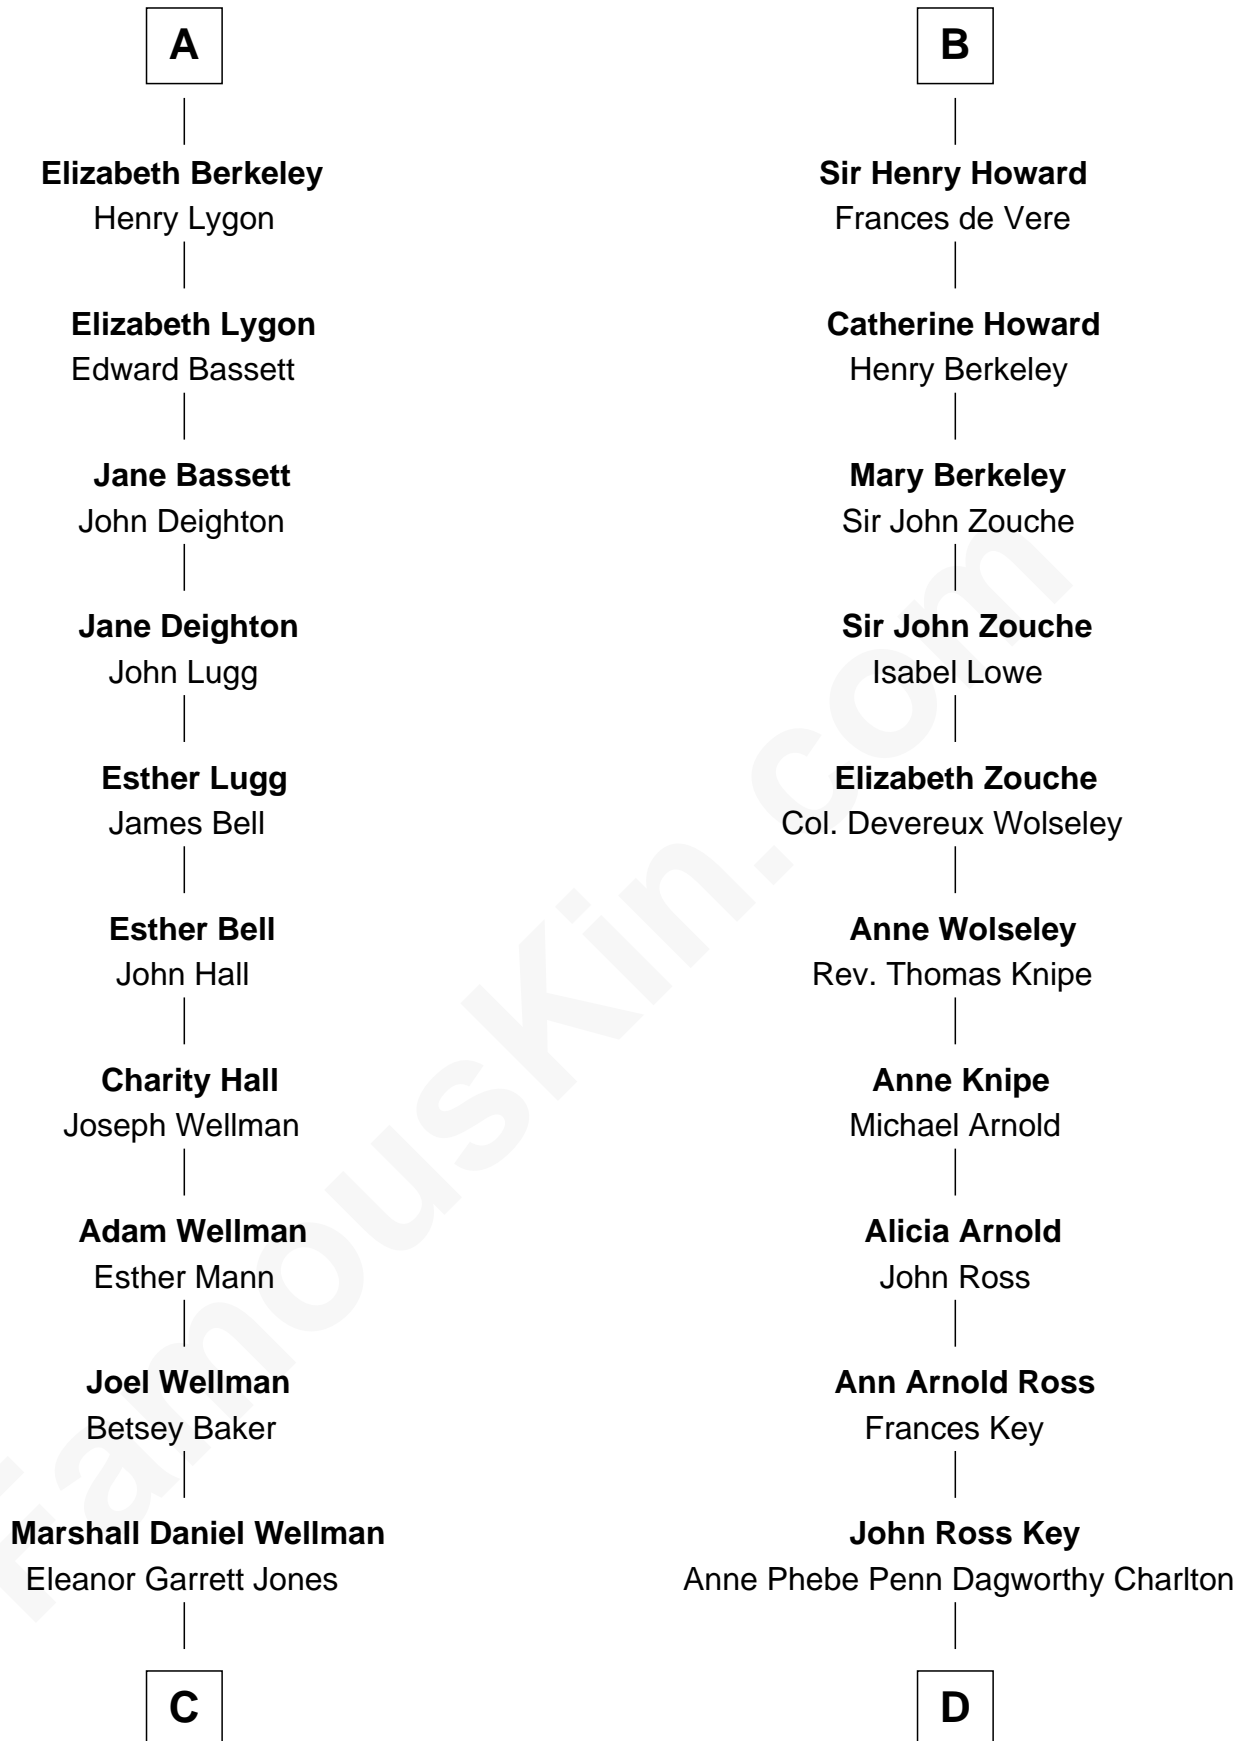 A
Elizabeth Berkeley
Henry Lygon
Elizabeth Lygon
Edward Bassett
Jane Bassett
John Deighton
Jane Deighton
John Lugg
Esther Lugg
James Bell
Esther Bell
John Hall
Charity Hall
Joseph Wellman
Adam Wellman
Esther Mann
Joel Wellman
Betsey Baker
Marshall Daniel Wellman
Eleanor Garrett Jones
C
B
Sir Henry Howard
Frances de Vere
Catherine Howard
Henry Berkeley
Mary Berkeley
Sir John Zouche
Sir John Zouche
Isabel Lowe
Elizabeth Zouche
Col. Devereux Wolseley
Anne Wolseley
Rev. Thomas Knipe
Anne Knipe
Michael Arnold
Alicia Arnold
John Ross
Ann Arnold Ross
Frances Key
John Ross Key
Anne Phebe Penn Dagworthy Charlton
D
FamousKin.com